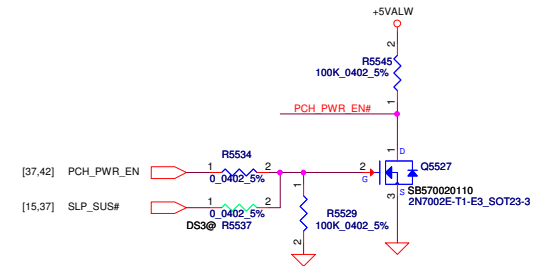 +5VALW
2
R5545
100K_0402_5%
1
PCH_PWR_EN#
1
D
R5534
[37,42] PCH_PWR_EN 1 2 2 Q5527
G
0_0402_5% S SB570020110
1 3 2N7002E-T1-E3_SOT23-3
[15,37] SLP_SUS# 1 2
0_0402_5% R5529
DS3@ R5537 100K_0402_5%
2